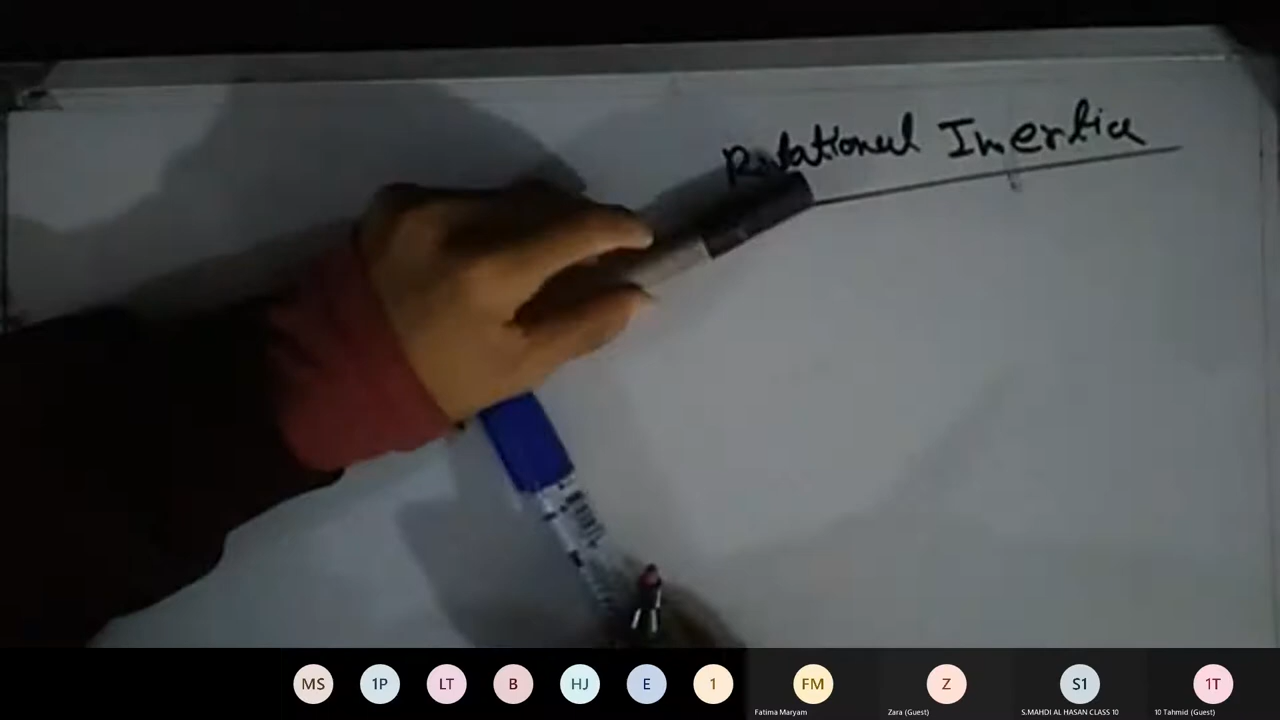 Rotational Inertia
MS 1P LT B HJ E 1 FM Z S1 1T
Fatima Maryam Zara (Guest) S.MAHDI AL HASAN CLASS 10 10 Tahmid (Guest)